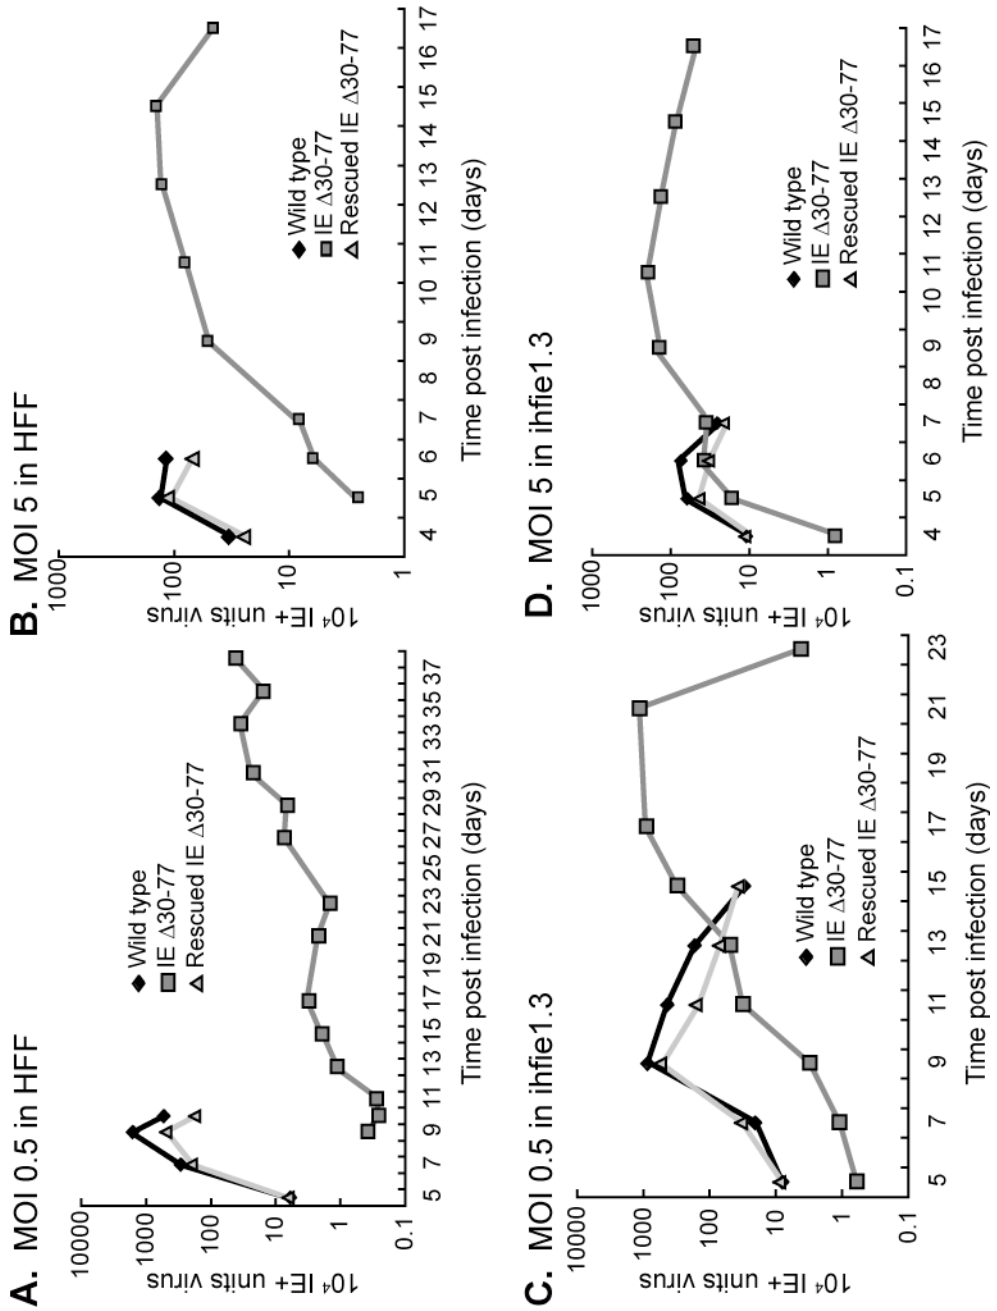 A. MOI 0.5 in HFF
10⁴ IE+ units virus
10000
1000
100
10
1
0.1
5 7 9 11 13 15 17 19 21 23 25 27 29 31 33 35 37
Time post infection (days)
Wild type
IE Δ30-77
Rescued IE Δ30-77
B. MOI 5 in HFF
10⁴ IE+ units virus
1000
100
10
1
4 5 6 7 8 9 10 11 12 13 14 15 16 17
Time post infection (days)
Wild type
IE Δ30-77
Rescued IE Δ30-77
C. MOI 0.5 in ihfie1.3
10⁴ IE+ units virus
10000
1000
100
10
1
0.1
5 7 9 11 13 15 17 19 21 23
Time post infection (days)
Wild type
IE Δ30-77
Rescued IE Δ30-77
D. MOI 5 in ihfie1.3
10⁴ IE+ units virus
1000
100
10
1
0.1
4 5 6 7 8 9 10 11 12 13 14 15 16 17
Time post infection (days)
Wild type
IE Δ30-77
Rescued IE Δ30-77